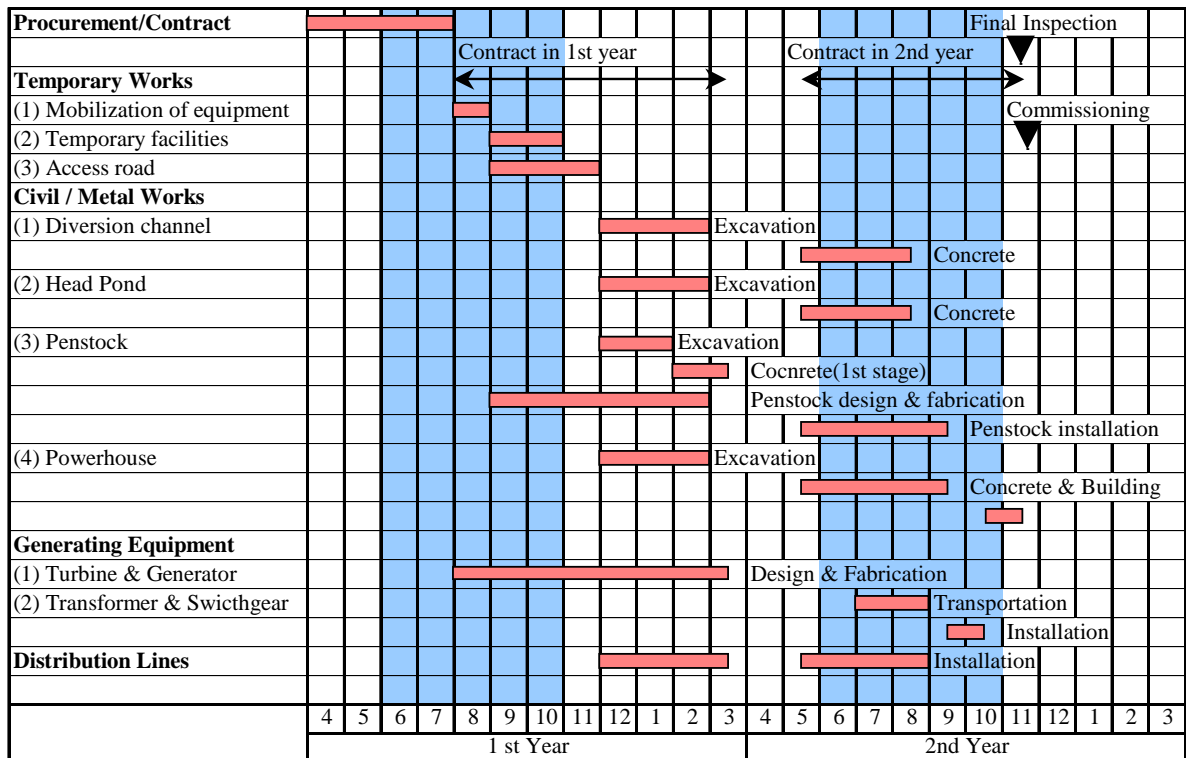 Procurement/Contract Final Inspection
Contract in 1st year Contract in 2nd year
Temporary Works
(1) Mobilization of equipment Commissioning
(2) Temporary facilities
(3) Access road
Civil / Metal Works
(1) Diversion channel Excavation
Concrete
(2) Head Pond Excavation
Concrete
(3) Penstock Excavation
Cocnrete(1st stage)
Penstock design & fabrication
Penstock installation
(4) Powerhouse Excavation
Concrete & Building
Generating Equipment
(1) Turbine & Generator Design & Fabrication
(2) Transformer & Swicthgear Transportation
Installation
Distribution Lines Installation
4 5 6 7 8 9 10 11 12 1 2 3 4 5 6 7 8 9 10 11 12 1 2 3
1 st Year 2nd Year